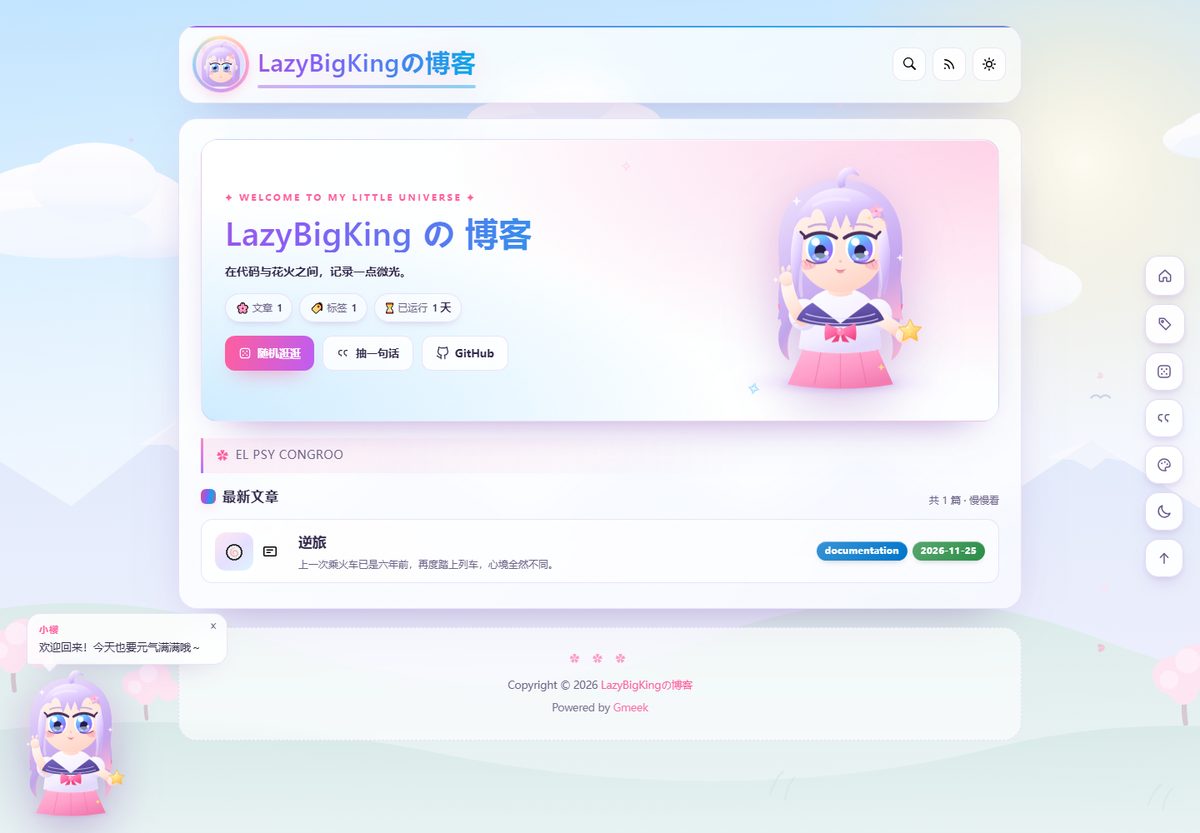 LazyBigKingの博客
✦ WELCOME TO MY LITTLE UNIVERSE ✦
LazyBigKing の 博客
在代码与花火之间，记录一点微光。
文章 1 标签 1 已运行 1 天
随机逛逛 抽一句话 GitHub
EL PSY CONGROO
最新文章
共 1 篇 · 慢慢看
逆旅
上一次乘火车已是六年前，再度踏上列车，心境全然不同。
documentation 2026-11-25
小樱 x
欢迎回来！今天也要元气满满哦～
Copyright © 2026 LazyBigKingの博客
Powered by Gmeek